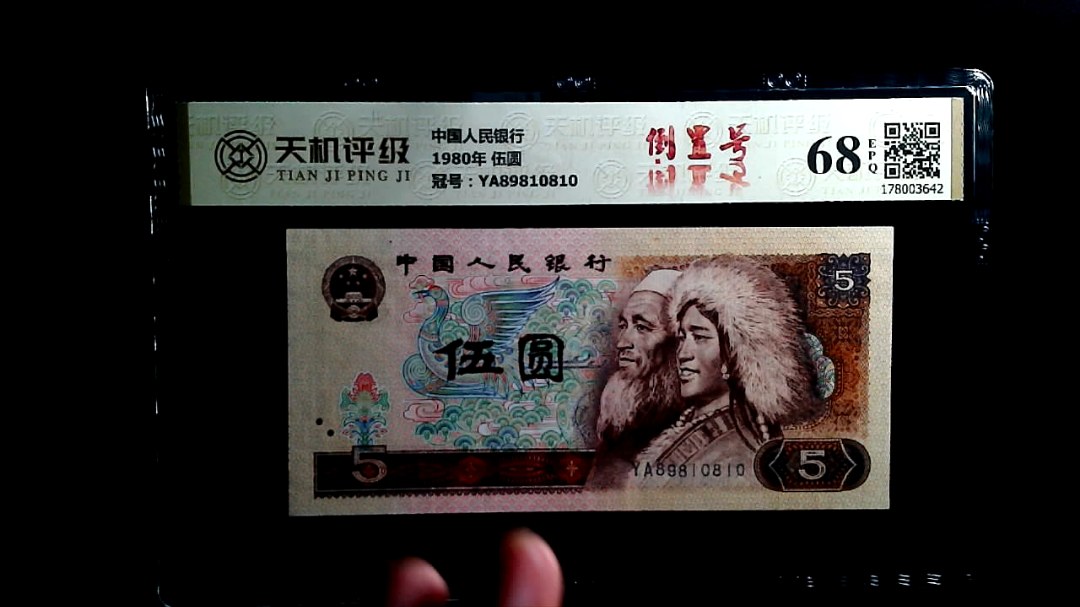 天机评级
TIAN JI PING JI
中国人民银行
1980年 伍圆
冠号：YA89810810
倒置号
68
EPQ
178003642
中国人民银行
5
伍圆
5
YA89810810
5